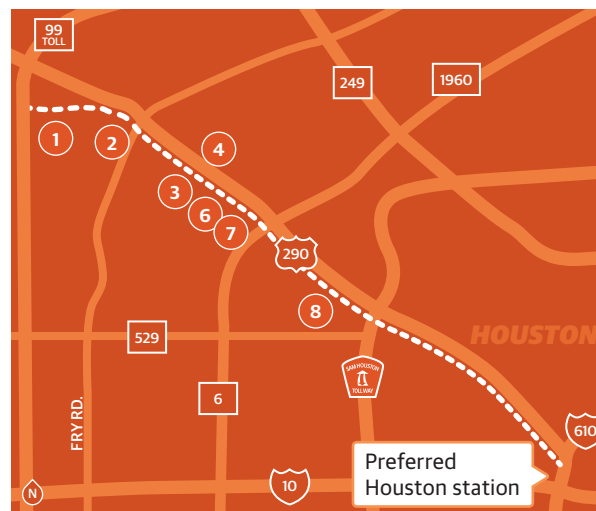 99
TOLL
249
1960
1
2
4
3
6
7
290
8
529
HOUSTON
SAM HOUSTON
TOLLWAY
6
FRY RD.
610
Preferred
Houston station
10
N